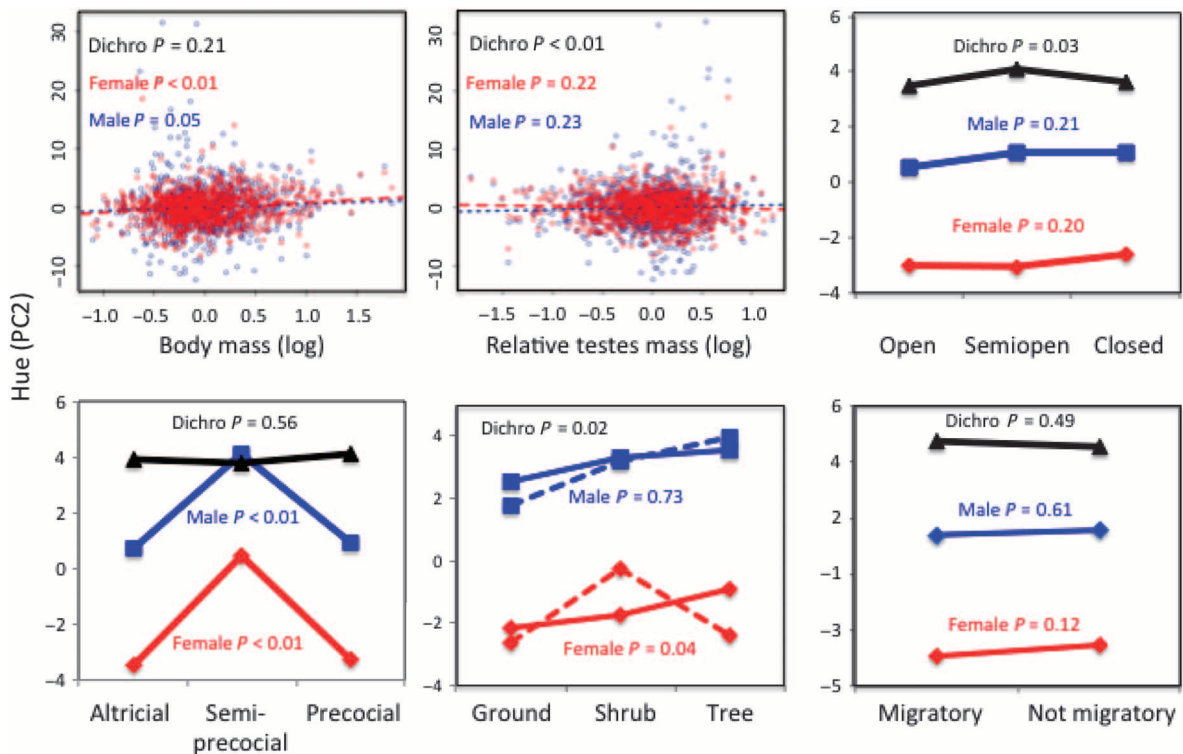 Hue (PC2)
30
20
10
0
−10
Dichro P = 0.21
Female P < 0.01
Male P = 0.05
−1.0 −0.5 0.0 0.5 1.0 1.5
Body mass (log)
30
20
10
0
−10
Dichro P < 0.01
Female P = 0.22
Male P = 0.23
−1.5 −1.0 −0.5 0.0 0.5 1.0
Relative testes mass (log)
6
4
2
0
−2
−4
Dichro P = 0.03
Male P = 0.21
Female P = 0.20
Open Semiopen Closed
6
4
2
0
−2
−4
Dichro P = 0.56
Male P < 0.01
Female P < 0.01
Altricial Semi- Precocial
precocial
4
2
0
−2
−4
Dichro P = 0.02
Male P = 0.73
Female P = 0.04
Ground Shrub Tree
6
5
2
−1
−3
−5
Dichro P = 0.49
Male P = 0.61
Female P = 0.12
Migratory Not migratory